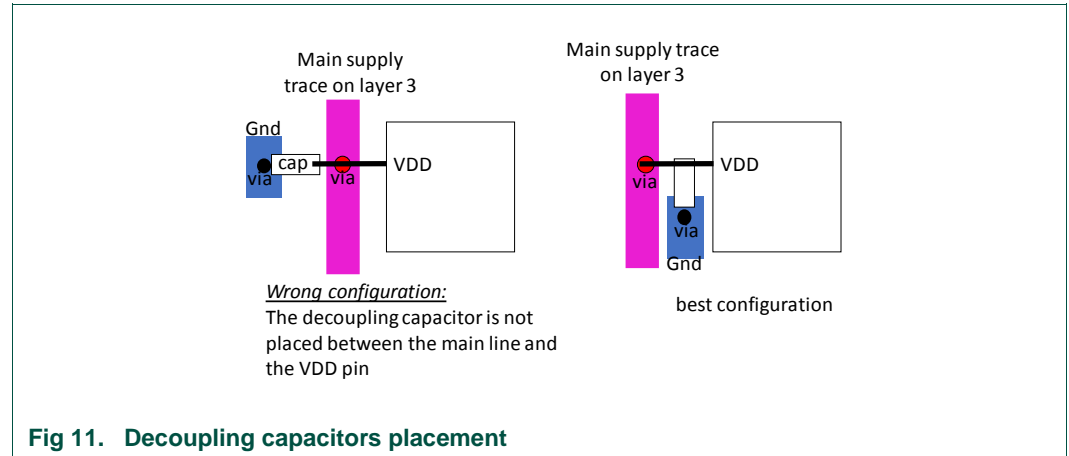 Main supply
trace on layer 3
Gnd
cap
via
via
VDD
Wrong configuration:
The decoupling capacitor is not
placed between the main line and
the VDD pin
Main supply trace
on layer 3
VDD
via
via
Gnd
best configuration
Fig 11. Decoupling capacitors placement